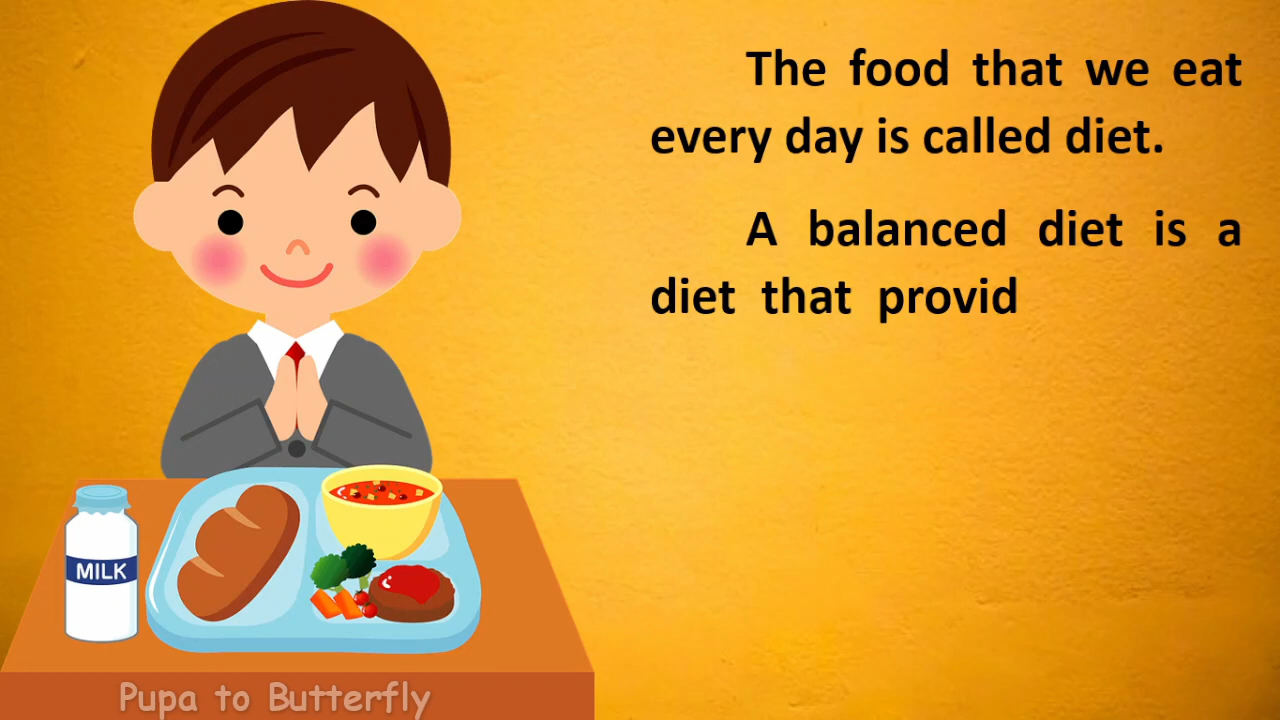 The food that we eat
every day is called diet.
A balanced diet is a
diet that provid
MILK
Pupa to Butterfly